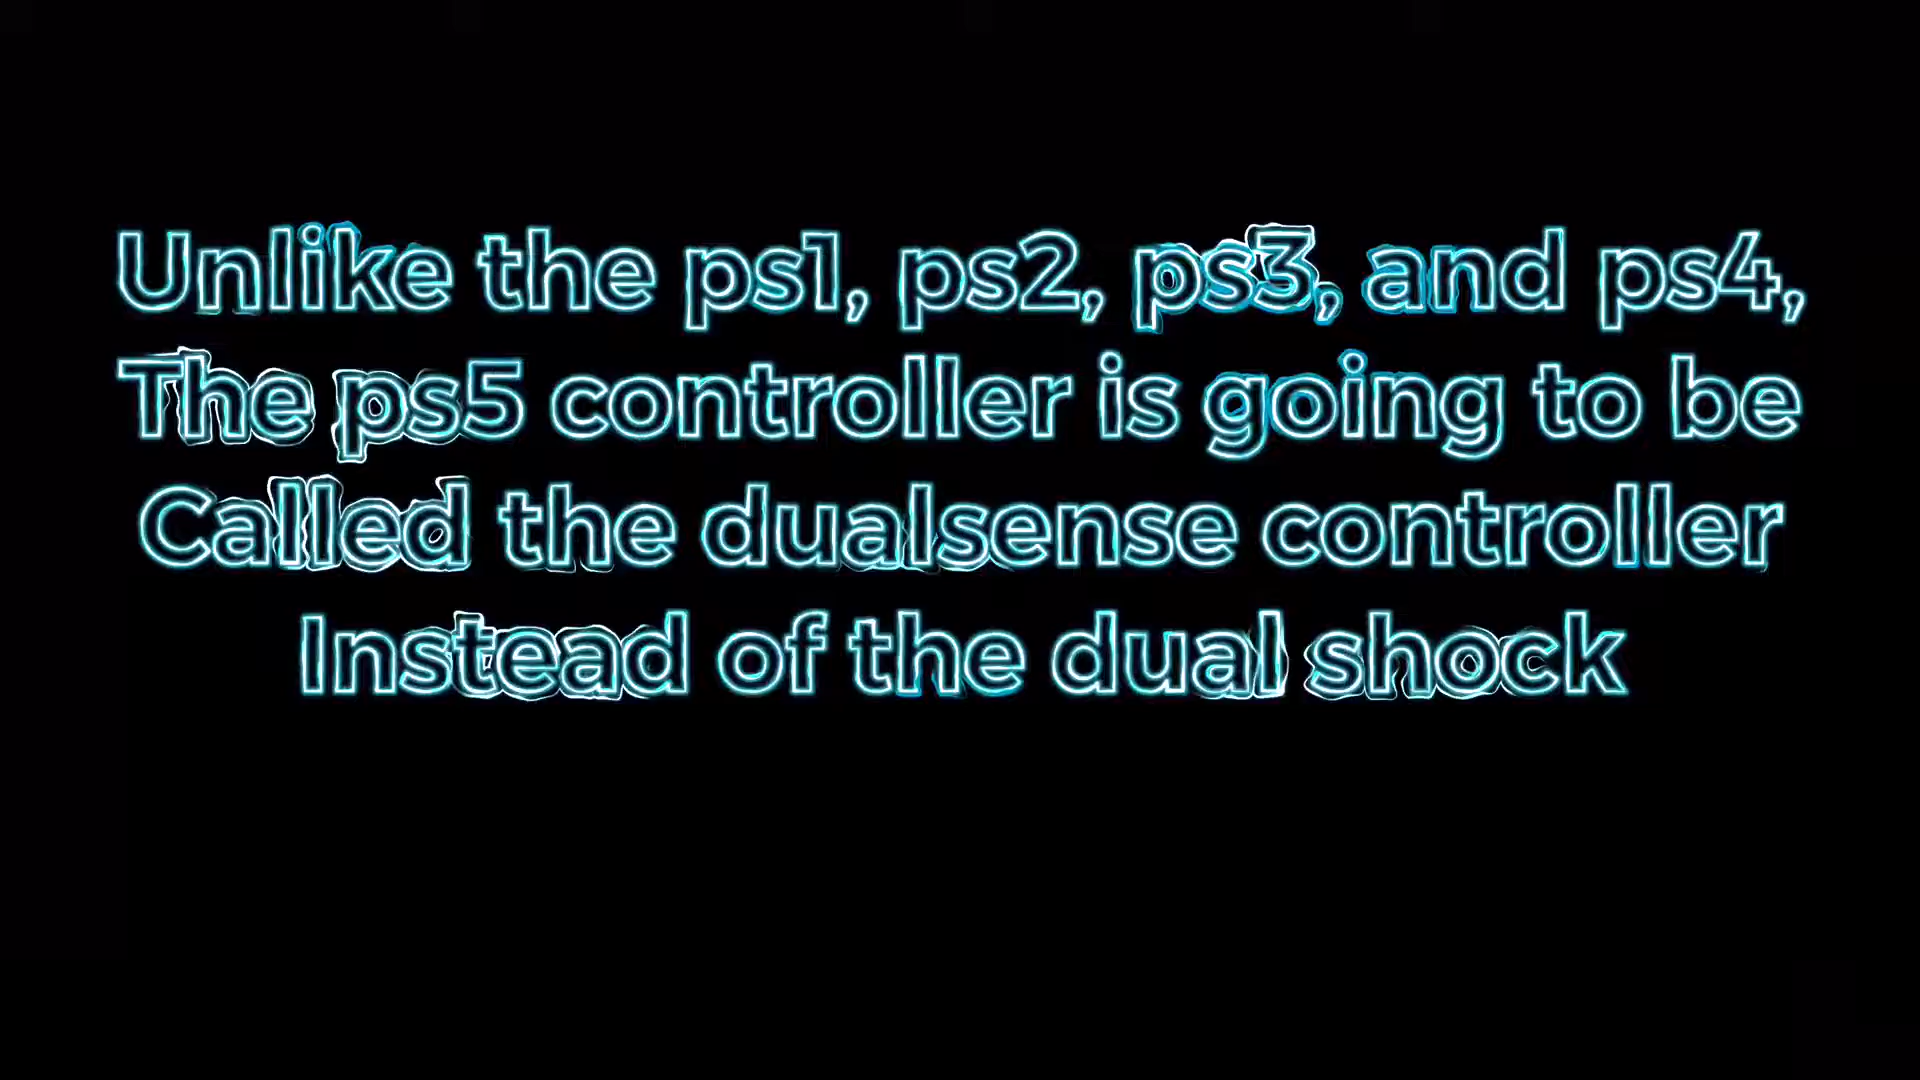 Unlike the ps1, ps2, ps3, and ps4,
The ps5 controller is going to be
Called the dualsense controller
Instead of the dual shock